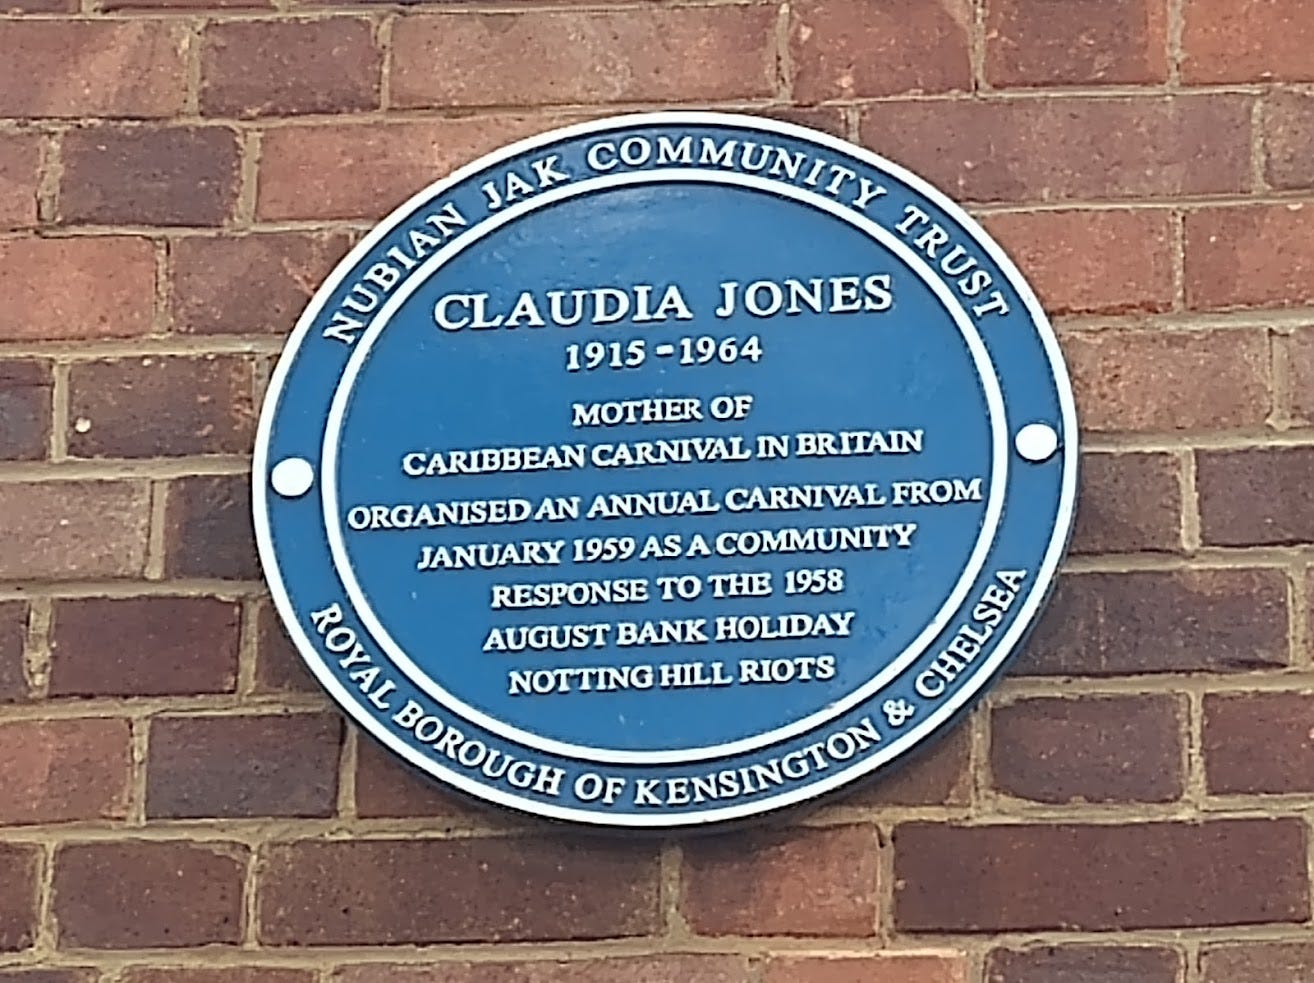 NUBIAN JAK COMMUNITY TRUST
CLAUDIA JONES
1915 - 1964
MOTHER OF
CARIBBEAN CARNIVAL IN BRITAIN
ORGANISED AN ANNUAL CARNIVAL FROM
JANUARY 1959 AS A COMMUNITY
RESPONSE TO THE 1958
AUGUST BANK HOLIDAY
NOTTING HILL RIOTS
ROYAL BOROUGH OF KENSINGTON & CHELSEA